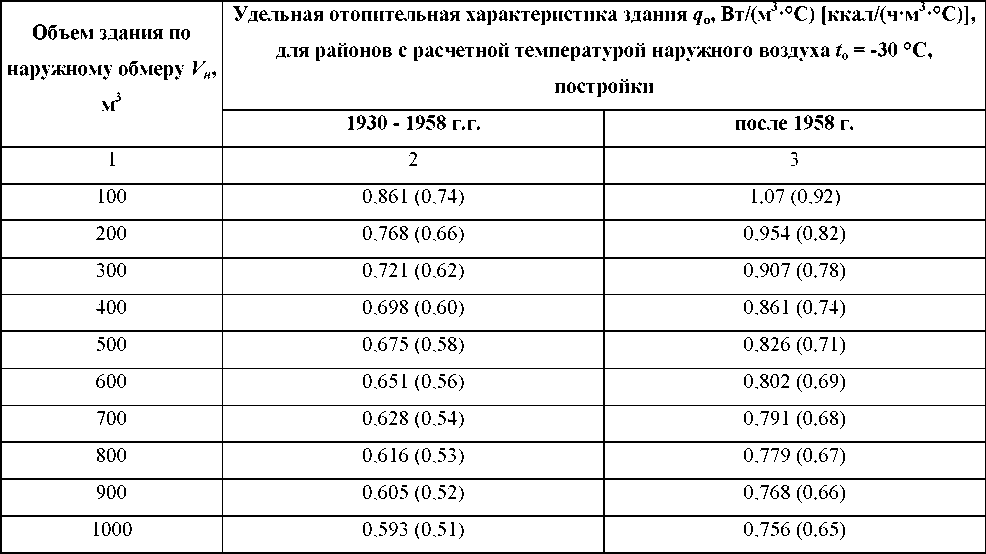 Объем здания по
наружному обмеру Vн,
м3
Удельная отопительная характеристика здания qо, Вт/(м3·°С) [ккал/(ч·м3·°С)],
для районов с расчетной температурой наружного воздуха tо = -30 °С,
постройки
1930 - 1958 г.г. после 1958 г.
1 2 3
100 0,861 (0,74) 1,07 (0,92)
200 0,768 (0,66) 0,954 (0,82)
300 0,721 (0,62) 0,907 (0,78)
400 0,698 (0,60) 0,861 (0,74)
500 0,675 (0,58) 0,826 (0,71)
600 0,651 (0,56) 0,802 (0,69)
700 0,628 (0,54) 0,791 (0,68)
800 0,616 (0,53) 0,779 (0,67)
900 0,605 (0,52) 0,768 (0,66)
1000 0,593 (0,51) 0,756 (0,65)